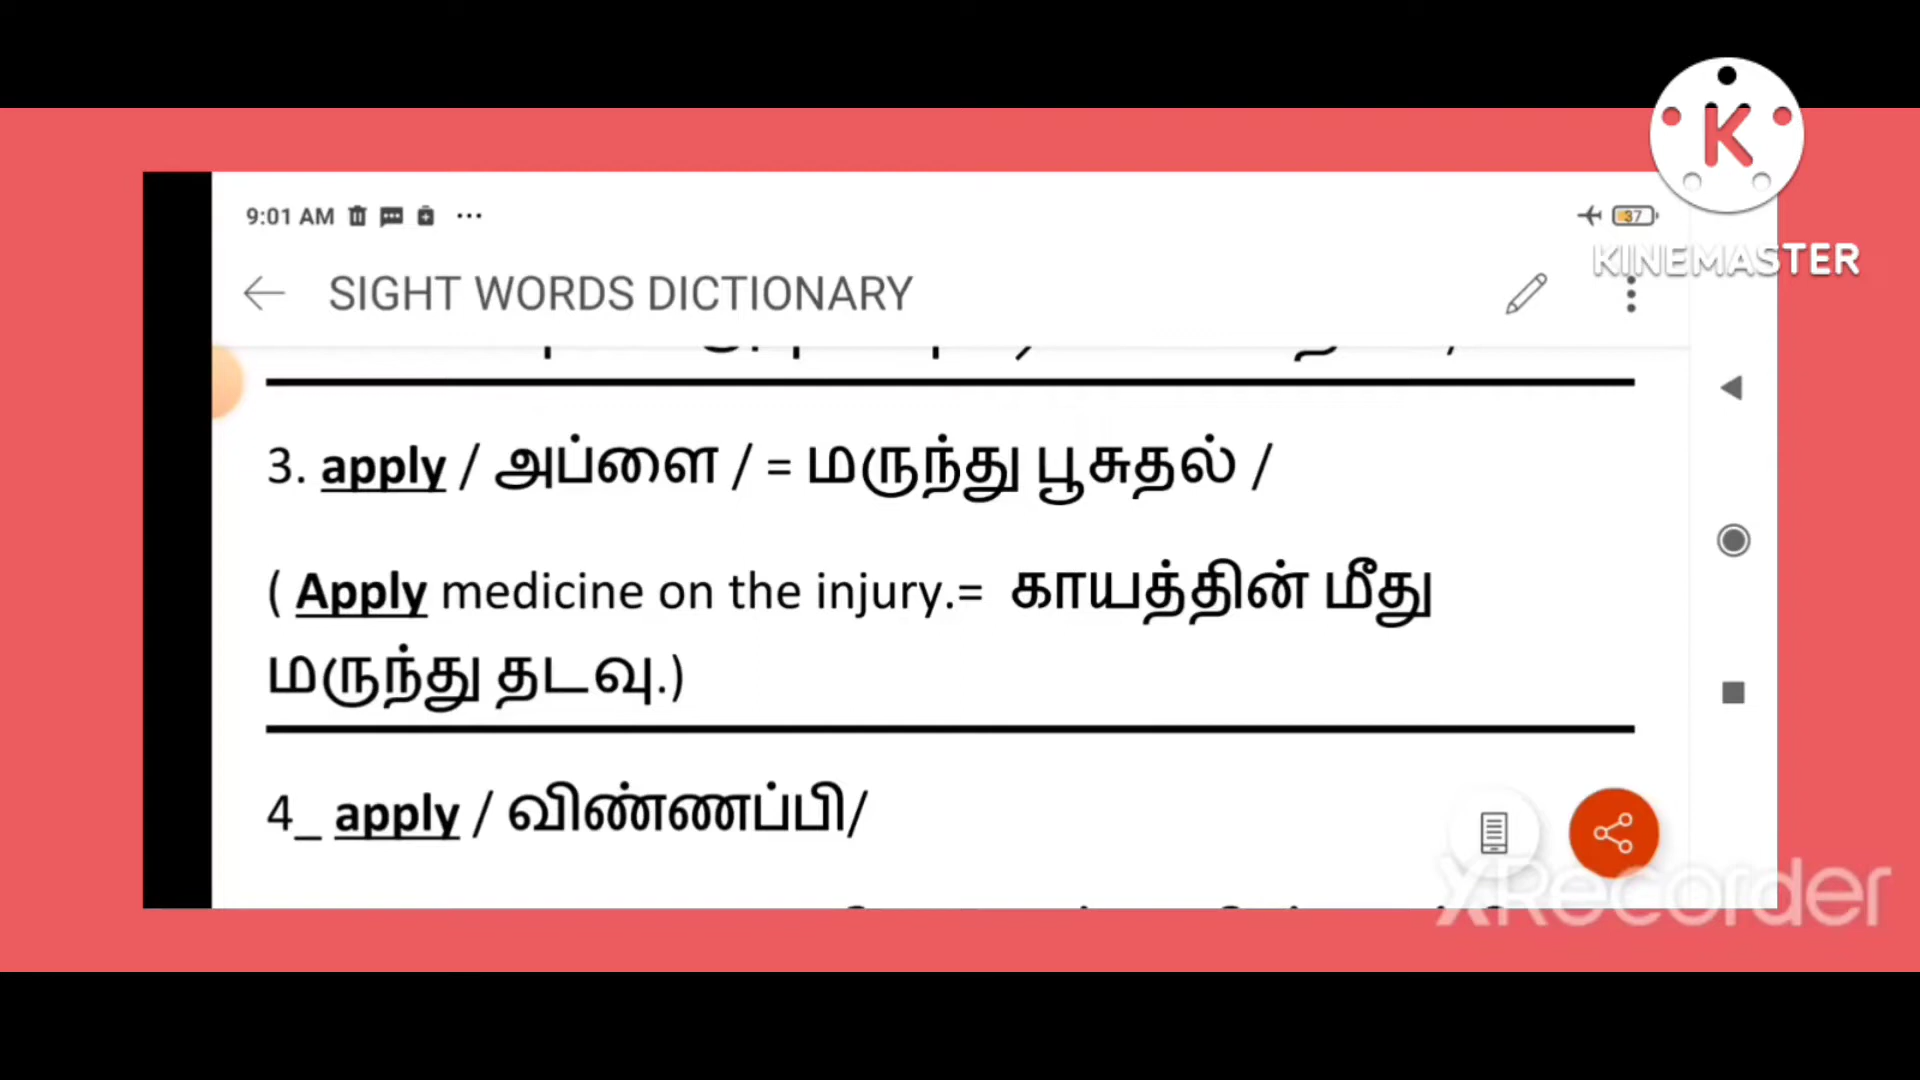 9:01 AM
37
KINEMASTER
SIGHT WORDS DICTIONARY
3. apply / அப்ளை / = மருந்து பூசுதல் /
( Apply medicine on the injury.= காயத்தின் மீது
மருந்து தடவு.)
4_ apply / விண்ணப்பி/
XRecorder